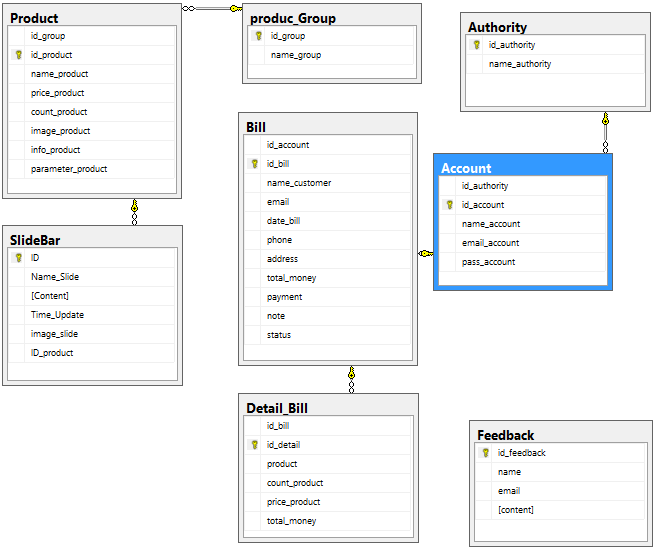 Product
id_group
id_product
name_product
price_product
count_product
image_product
info_product
parameter_product
produc_Group
id_group
name_group
Authority
id_authority
name_authority
Bill
id_account
id_bill
name_customer
email
date_bill
phone
address
total_money
payment
note
status
Account
id_authority
id_account
name_account
email_account
pass_account
SlideBar
ID
Name_Slide
[Content]
Time_Update
image_slide
ID_product
Detail_Bill
id_bill
id_detail
product
count_product
price_product
total_money
Feedback
id_feedback
name
email
[content]